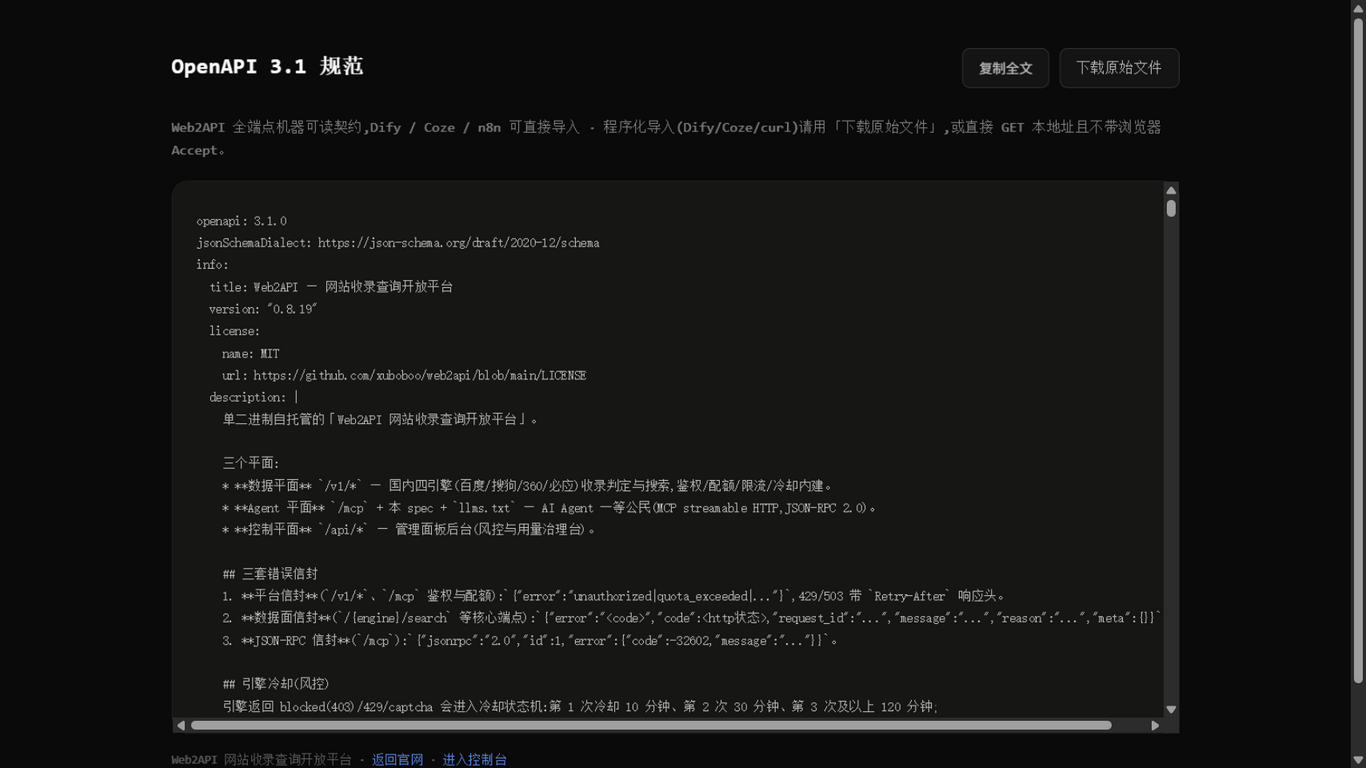 OpenAPI 3.1 规范
复制全文
下载原始文件
Web2API 全端点机器可读契约,Dify / Coze / n8n 可直接导入 · 程序化导入(Dify/Coze/curl)请用「下载原始文件」,或直接 GET 本地址且不带浏览器
Accept。
openapi: 3.1.0
jsonSchemaDialect: https://json-schema.org/draft/2020-12/schema
info:
  title: Web2API — 网站收录查询开放平台
  version: "0.8.19"
  license:
    name: MIT
    url: https://github.com/xuboboo/web2api/blob/main/LICENSE
  description: |
    单二进制自托管的「Web2API 网站收录查询开放平台」。
    三个平面:
    * **数据平面** `/v1/*` — 国内四引擎(百度/搜狗/360/必应)收录判定与搜索,鉴权/配额/限流/冷却内建。
    * **Agent 平面** `/mcp` + 本 spec + `llms.txt` — AI Agent 一等公民(MCP streamable HTTP,JSON-RPC 2.0)。
    * **控制平面** `/api/*` — 管理面板后台(风控与用量治理台)。
    ## 三套错误信封
    1. **平台信封**(`/v1/*`、`/mcp` 鉴权与配额):`{"error":"unauthorized|quota_exceeded|..."}`,429/503 带 `Retry-After` 响应头。
    2. **数据面信封**(`/{engine}/search` 等核心端点):`{"error":"<code>","code":<http状态>,"request_id":"...","message":"...","reason":"...","meta":{}}`
    3. **JSON-RPC 信封**(`/mcp`):`{"jsonrpc":"2.0","id":1,"error":{"code":-32602,"message":"..."}}`。
    ## 引擎冷却(风控)
    引擎返回 blocked(403)/429/captcha 会进入冷却状态机:第 1 次冷却 10 分钟、第 2 次 30 分钟、第 3 次及以上 120 分钟;
Web2API 网站收录查询开放平台 · 返回官网 · 进入控制台